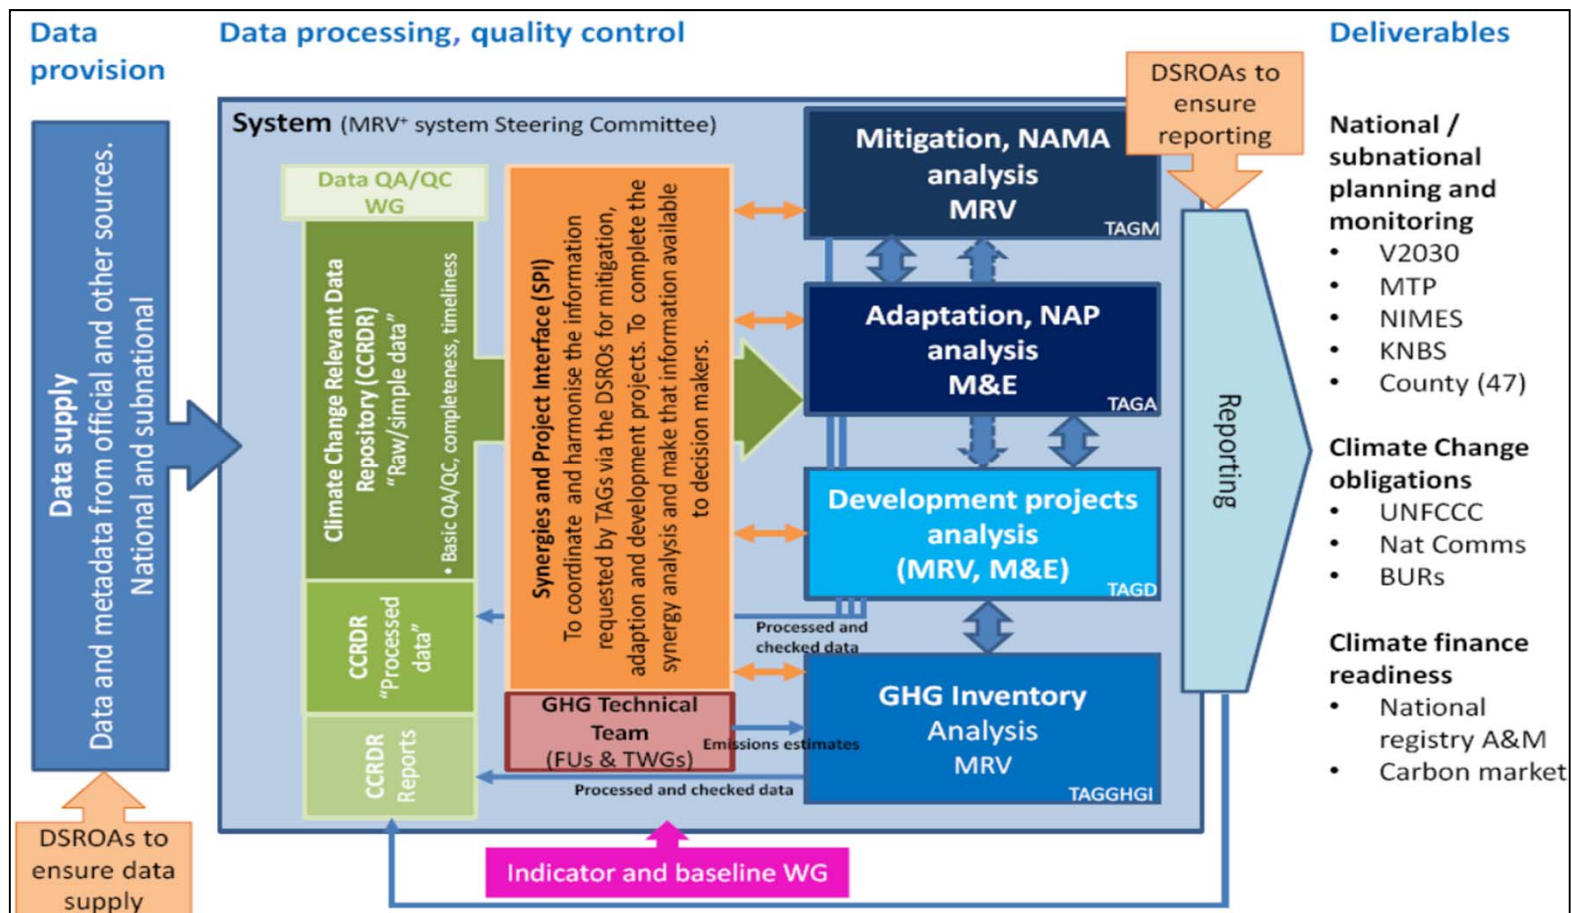 Data
provision
Data processing, quality control
Deliverables
Data supply
Data and metadata from official and other sources.
National and subnational
DSROAs to
ensure data
supply
System (MRV+ system Steering Committee)
Data QA/QC
WG
Climate Change Relevant Data
Repository (CCRDR)
“Raw/simple data”
• Basic QA/QC, completeness, timeliness
CCRDR
“Processed
data”
CCRDR
Reports
Synergies and Project Interface (SPI)
To coordinate and harmonise the information
requested by TAGs via the DSROs for mitigation,
adaption and development projects. To complete the
synergy analysis and make that information available
to decision makers.
GHG Technical
Team
(FUs & TWGs)
Mitigation, NAMA
analysis
MRV
TAGM
Adaptation, NAP
analysis
M&E
TAGA
Development projects
analysis
(MRV, M&E)
TAGD
Processed and
checked data
GHG Inventory
Analysis
MRV
TAGGHGI
Emissions estimates
Processed and checked data
Indicator and baseline WG
DSROAs to
ensure
reporting
Reporting
National /
subnational
planning and
monitoring
• V2030
• MTP
• NIMES
• KNBS
• County (47)
Climate Change
obligations
• UNFCCC
• Nat Comms
• BURs
Climate finance
readiness
• National
registry A&M
• Carbon market